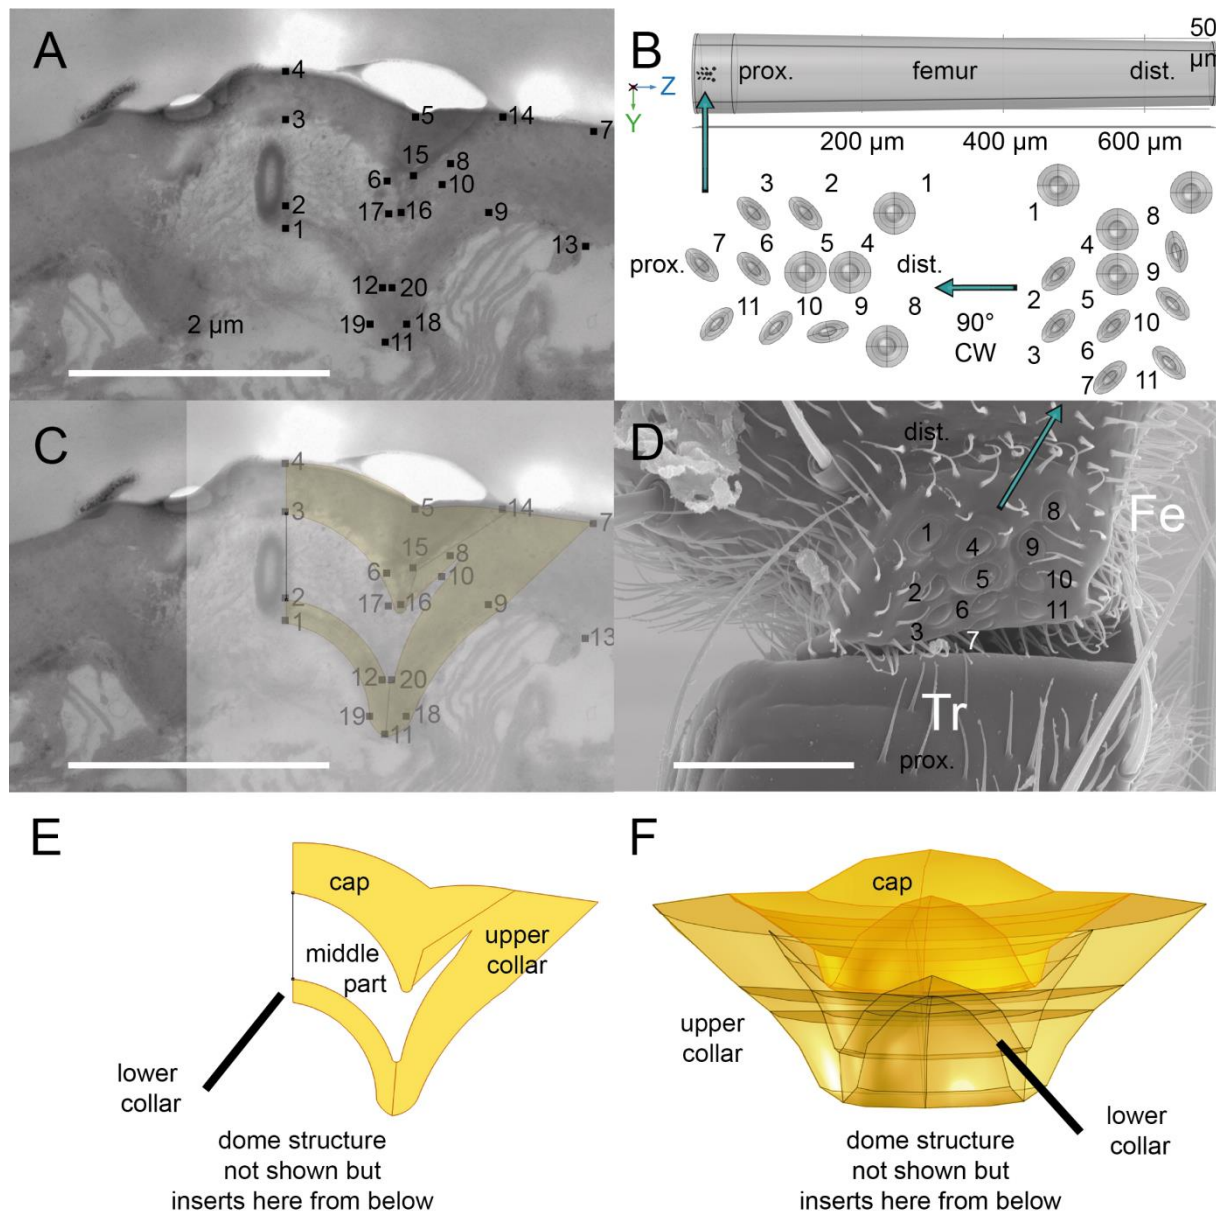 A
4
3
5
14
7
15
8
6
10
17
16
9
2
1
13
12
20
2 µm
19
18
11
B
50
µm
prox.
femur
dist.
Z
Y
200 µm
400 µm
600 µm
3
2
1
1
8
7
6
5
4
4
9
prox.
dist.
2
5
11
10
9
8
90°
CW
10
3
6
7
11
C
4
3
5
14
7
15
8
6
10
17
16
9
2
1
13
12
20
19
18
11
D
dist.
Fe
8
1
4
9
5
10
2
6
11
3
7
Tr
prox.
E
cap
middle
part
upper
collar
lower
collar
dome structure
not shown but
inserts here from below
F
cap
upper
collar
lower
collar
dome structure
not shown but
inserts here from below